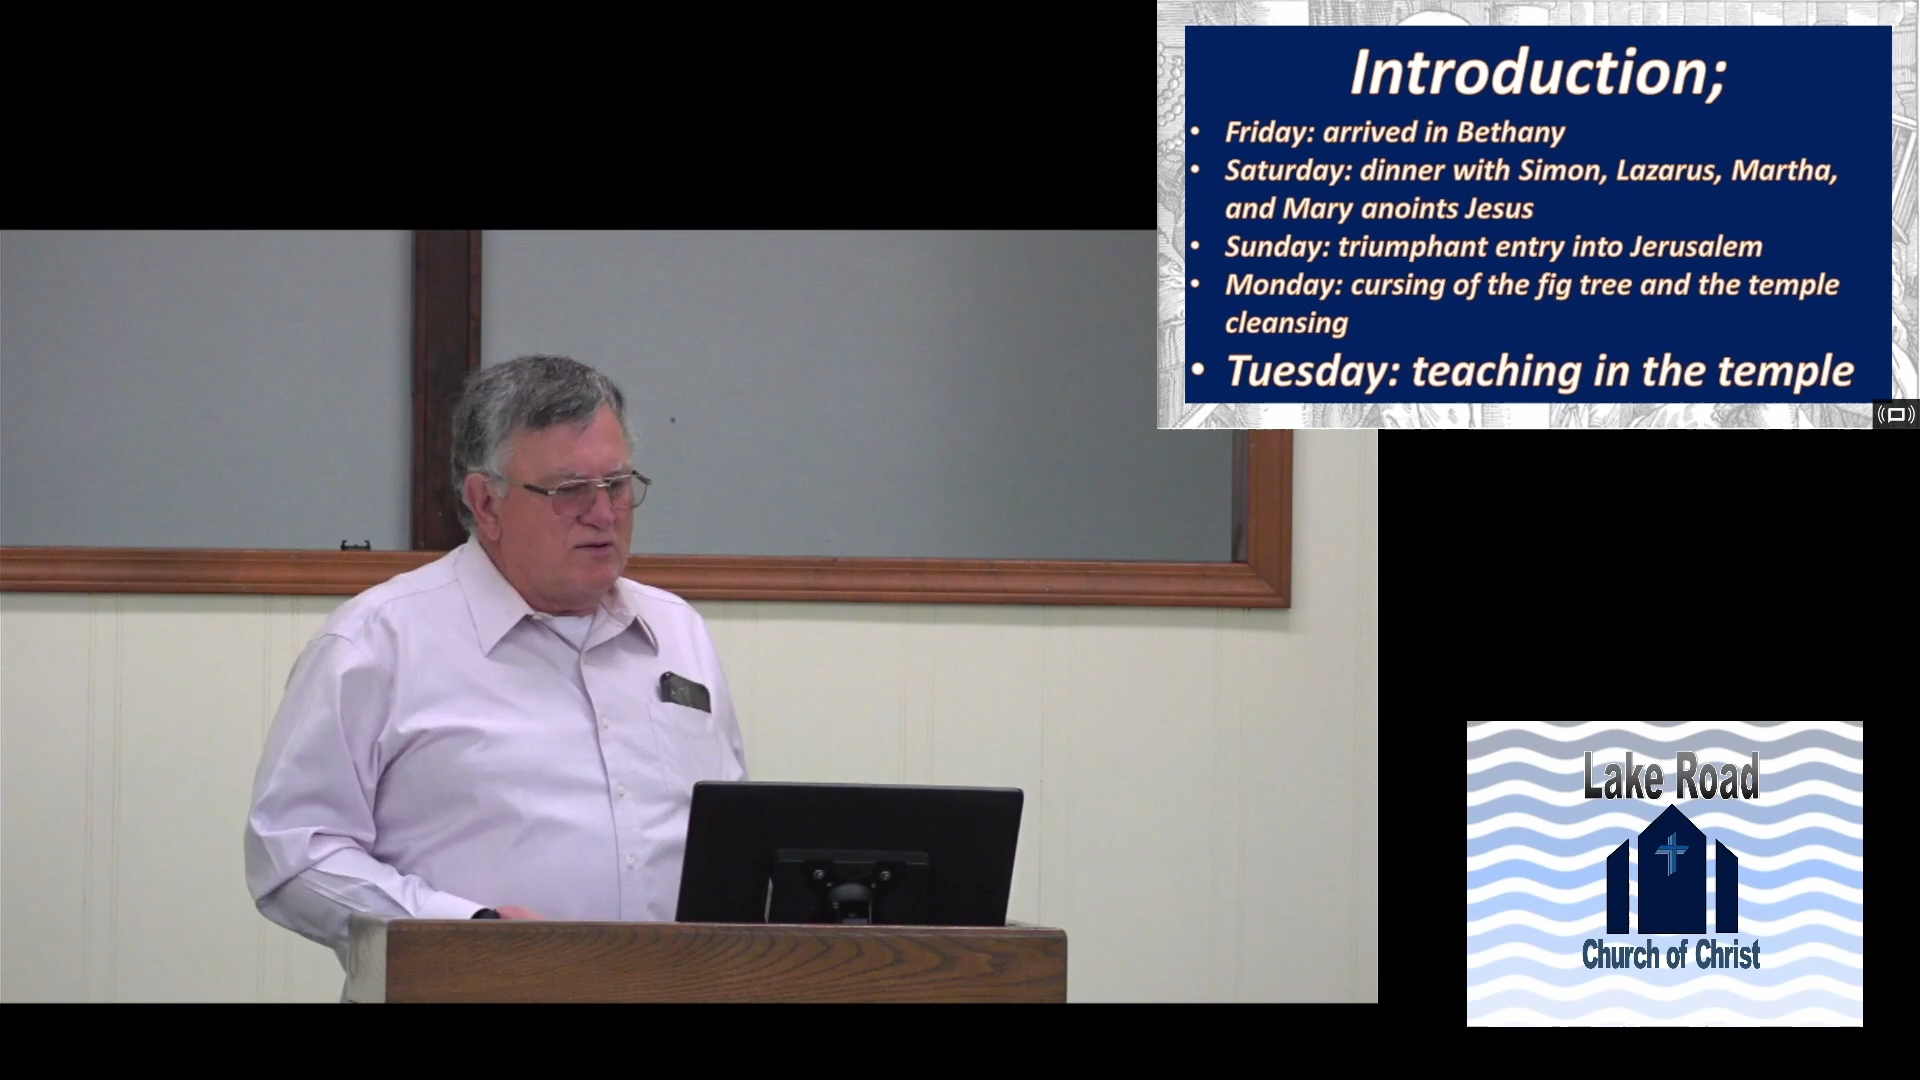 Introduction;
• Friday: arrived in Bethany
• Saturday: dinner with Simon, Lazarus, Martha,
and Mary anoints Jesus
• Sunday: triumphant entry into Jerusalem
• Monday: cursing of the fig tree and the temple
cleansing
• Tuesday: teaching in the temple
Lake Road
Church of Christ